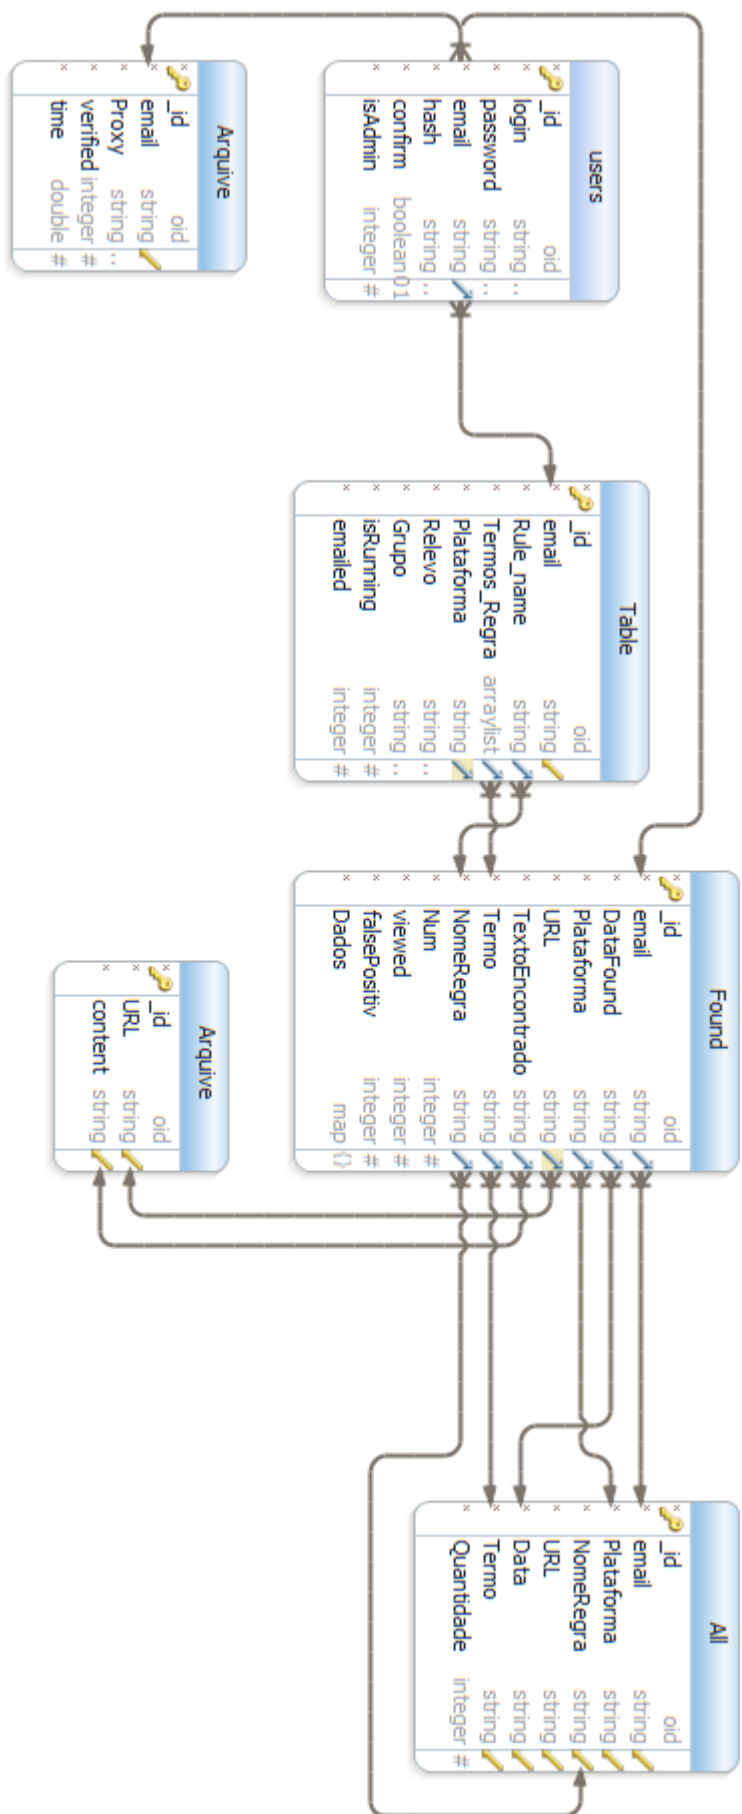 users
_id oid
login string ..
password string ..
email string
hash string ..
confirm boolean 01
isAdmin integer #
Arquive
_id oid
email string
Proxy string ..
verified integer #
time double #
Table
_id oid
email string
Rule_name string
Termos_Regra arraylist
Plataforma string
Relevo string ..
Grupo string ..
isRunning integer #
emailed integer #
Found
_id oid
email string
DataFound string
Plataforma string
URL string
TextoEncontrado string
Termo string
NomeRegra string
Num integer #
viewed integer #
falsePositiv integer #
Dados map {}
Arquive
_id oid
URL string
content string
All
_id oid
email string
Plataforma string
NomeRegra string
URL string
Data string
Termo string
Quantidade integer #